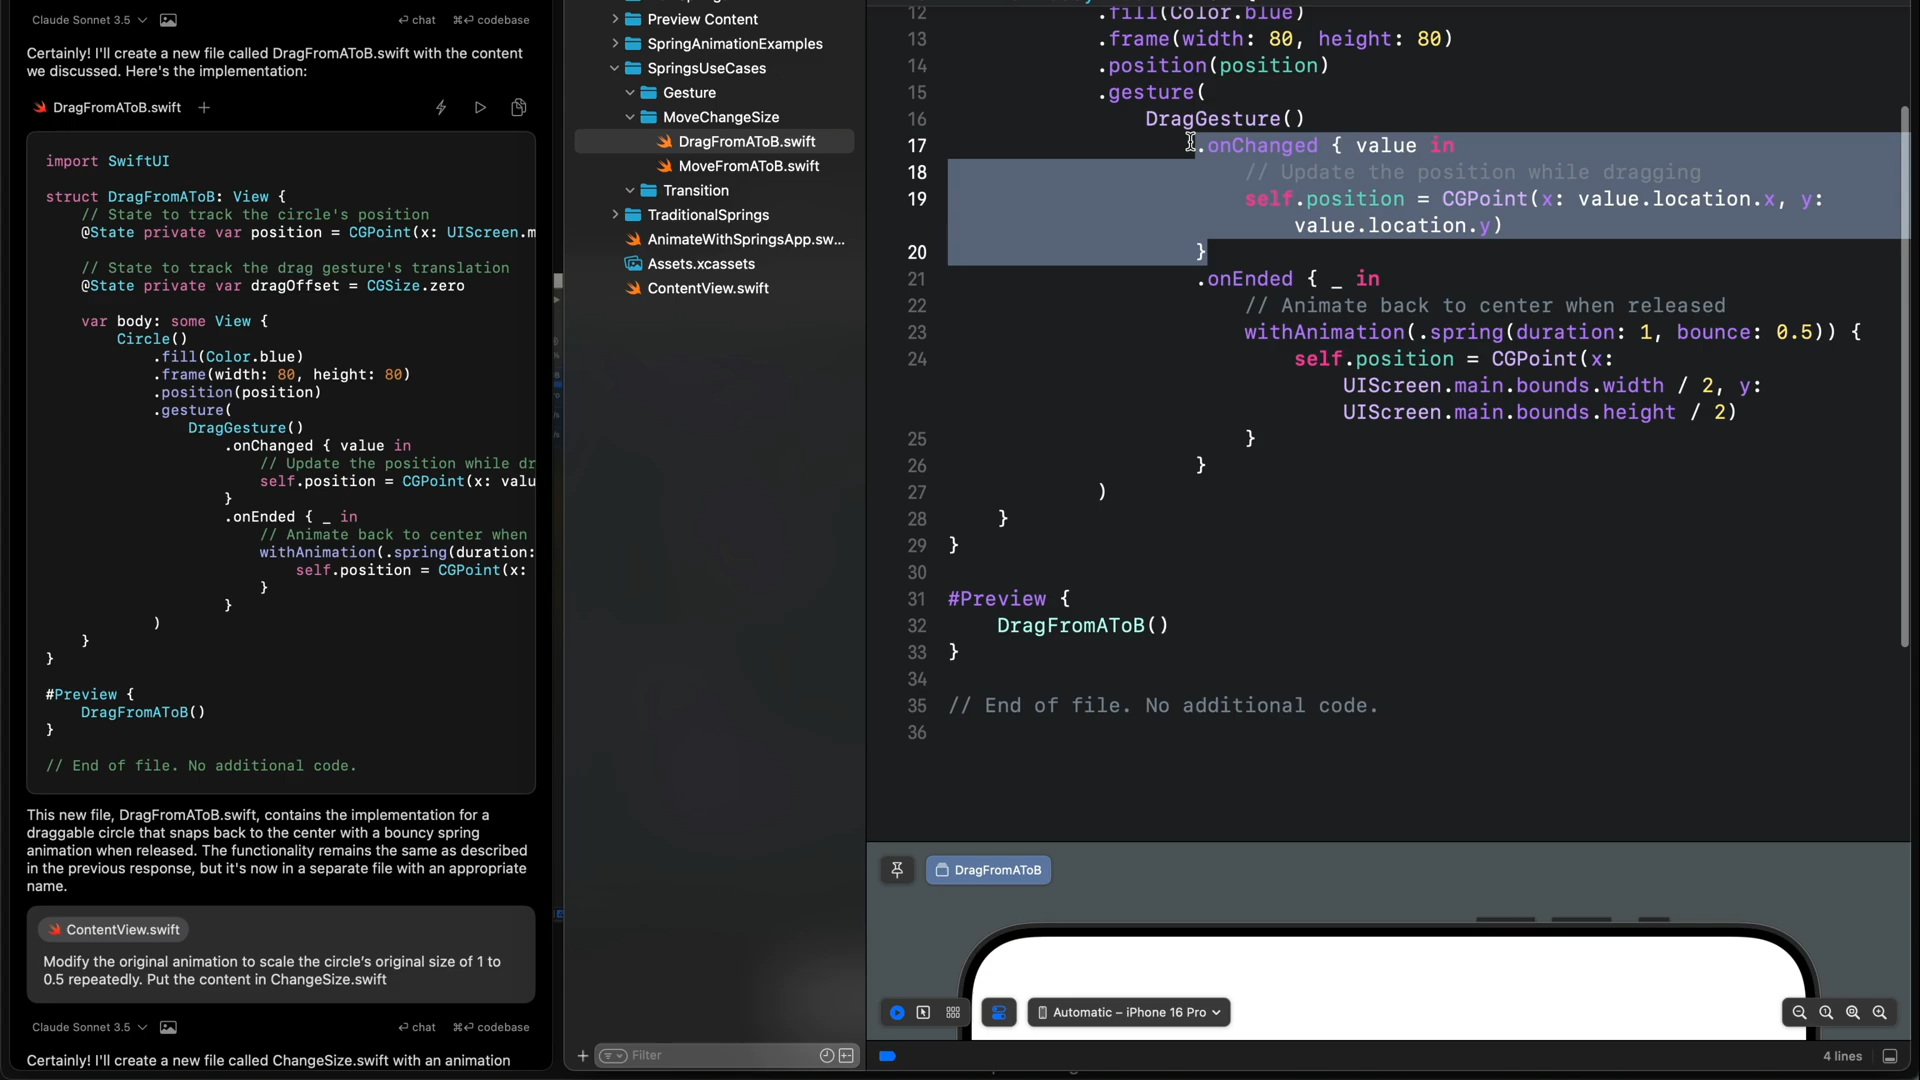 Claude Sonnet 3.5
chat
codebase
Certainly! I'll create a new file called DragFromAToB.swift with the content
we discussed. Here's the implementation:
DragFromAToB.swift
import SwiftUI
struct DragFromAToB: View {
// State to track the circle's position
@State private var position = CGPoint(x: UIScreen.m
// State to track the drag gesture's translation
@State private var dragOffset = CGSize.zero
var body: some View {
Circle()
.fill(Color.blue)
.frame(width: 80, height: 80)
.position(position)
.gesture(
DragGesture()
.onChanged { value in
// Update the position while dr
self.position = CGPoint(x: valu
}
.onEnded { _ in
// Animate back to center when
withAnimation(.spring(duration:
self.position = CGPoint(x:
}
}
)
}
}
#Preview {
DragFromAToB()
}
// End of file. No additional code.
This new file, DragFromAToB.swift, contains the implementation for a
draggable circle that snaps back to the center with a bouncy spring
animation when released. The functionality remains the same as described
in the previous response, but it's now in a separate file with an appropriate
name.
ContentView.swift
Modify the original animation to scale the circle's original size of 1 to
0.5 repeatedly. Put the content in ChangeSize.swift
Claude Sonnet 3.5
chat
codebase
Certainly! I'll create a new file called ChangeSize.swift with an animation
Preview Content
SpringAnimationExamples
SpringsUseCases
Gesture
MoveChangeSize
DragFromAToB.swift
MoveFromAToB.swift
Transition
TraditionalSprings
AnimateWithSpringsApp.sw...
Assets.xcassets
ContentView.swift
Filter
12 .fill(Color.blue)
13 .frame(width: 80, height: 80)
14 .position(position)
15 .gesture(
16 DragGesture()
17 .onChanged { value in
18 // Update the position while dragging
19 self.position = CGPoint(x: value.location.x, y:
value.location.y)
20 }
21 .onEnded { _ in
22 // Animate back to center when released
23 withAnimation(.spring(duration: 1, bounce: 0.5)) {
24 self.position = CGPoint(x:
UIScreen.main.bounds.width / 2, y:
UIScreen.main.bounds.height / 2)
25 }
26 }
27 )
28 }
29 }
30
31 #Preview {
32 DragFromAToB()
33 }
34
35 // End of file. No additional code.
36
DragFromAToB
Automatic – iPhone 16 Pro
4 lines